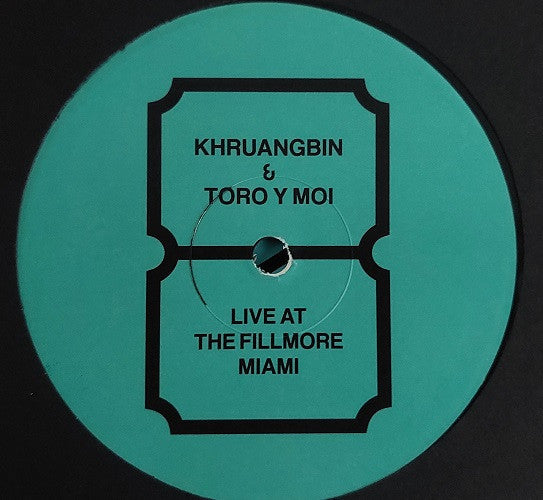 KHRUANGBIN
&
TORO Y MOI
LIVE AT
THE FILLMORE
MIAMI